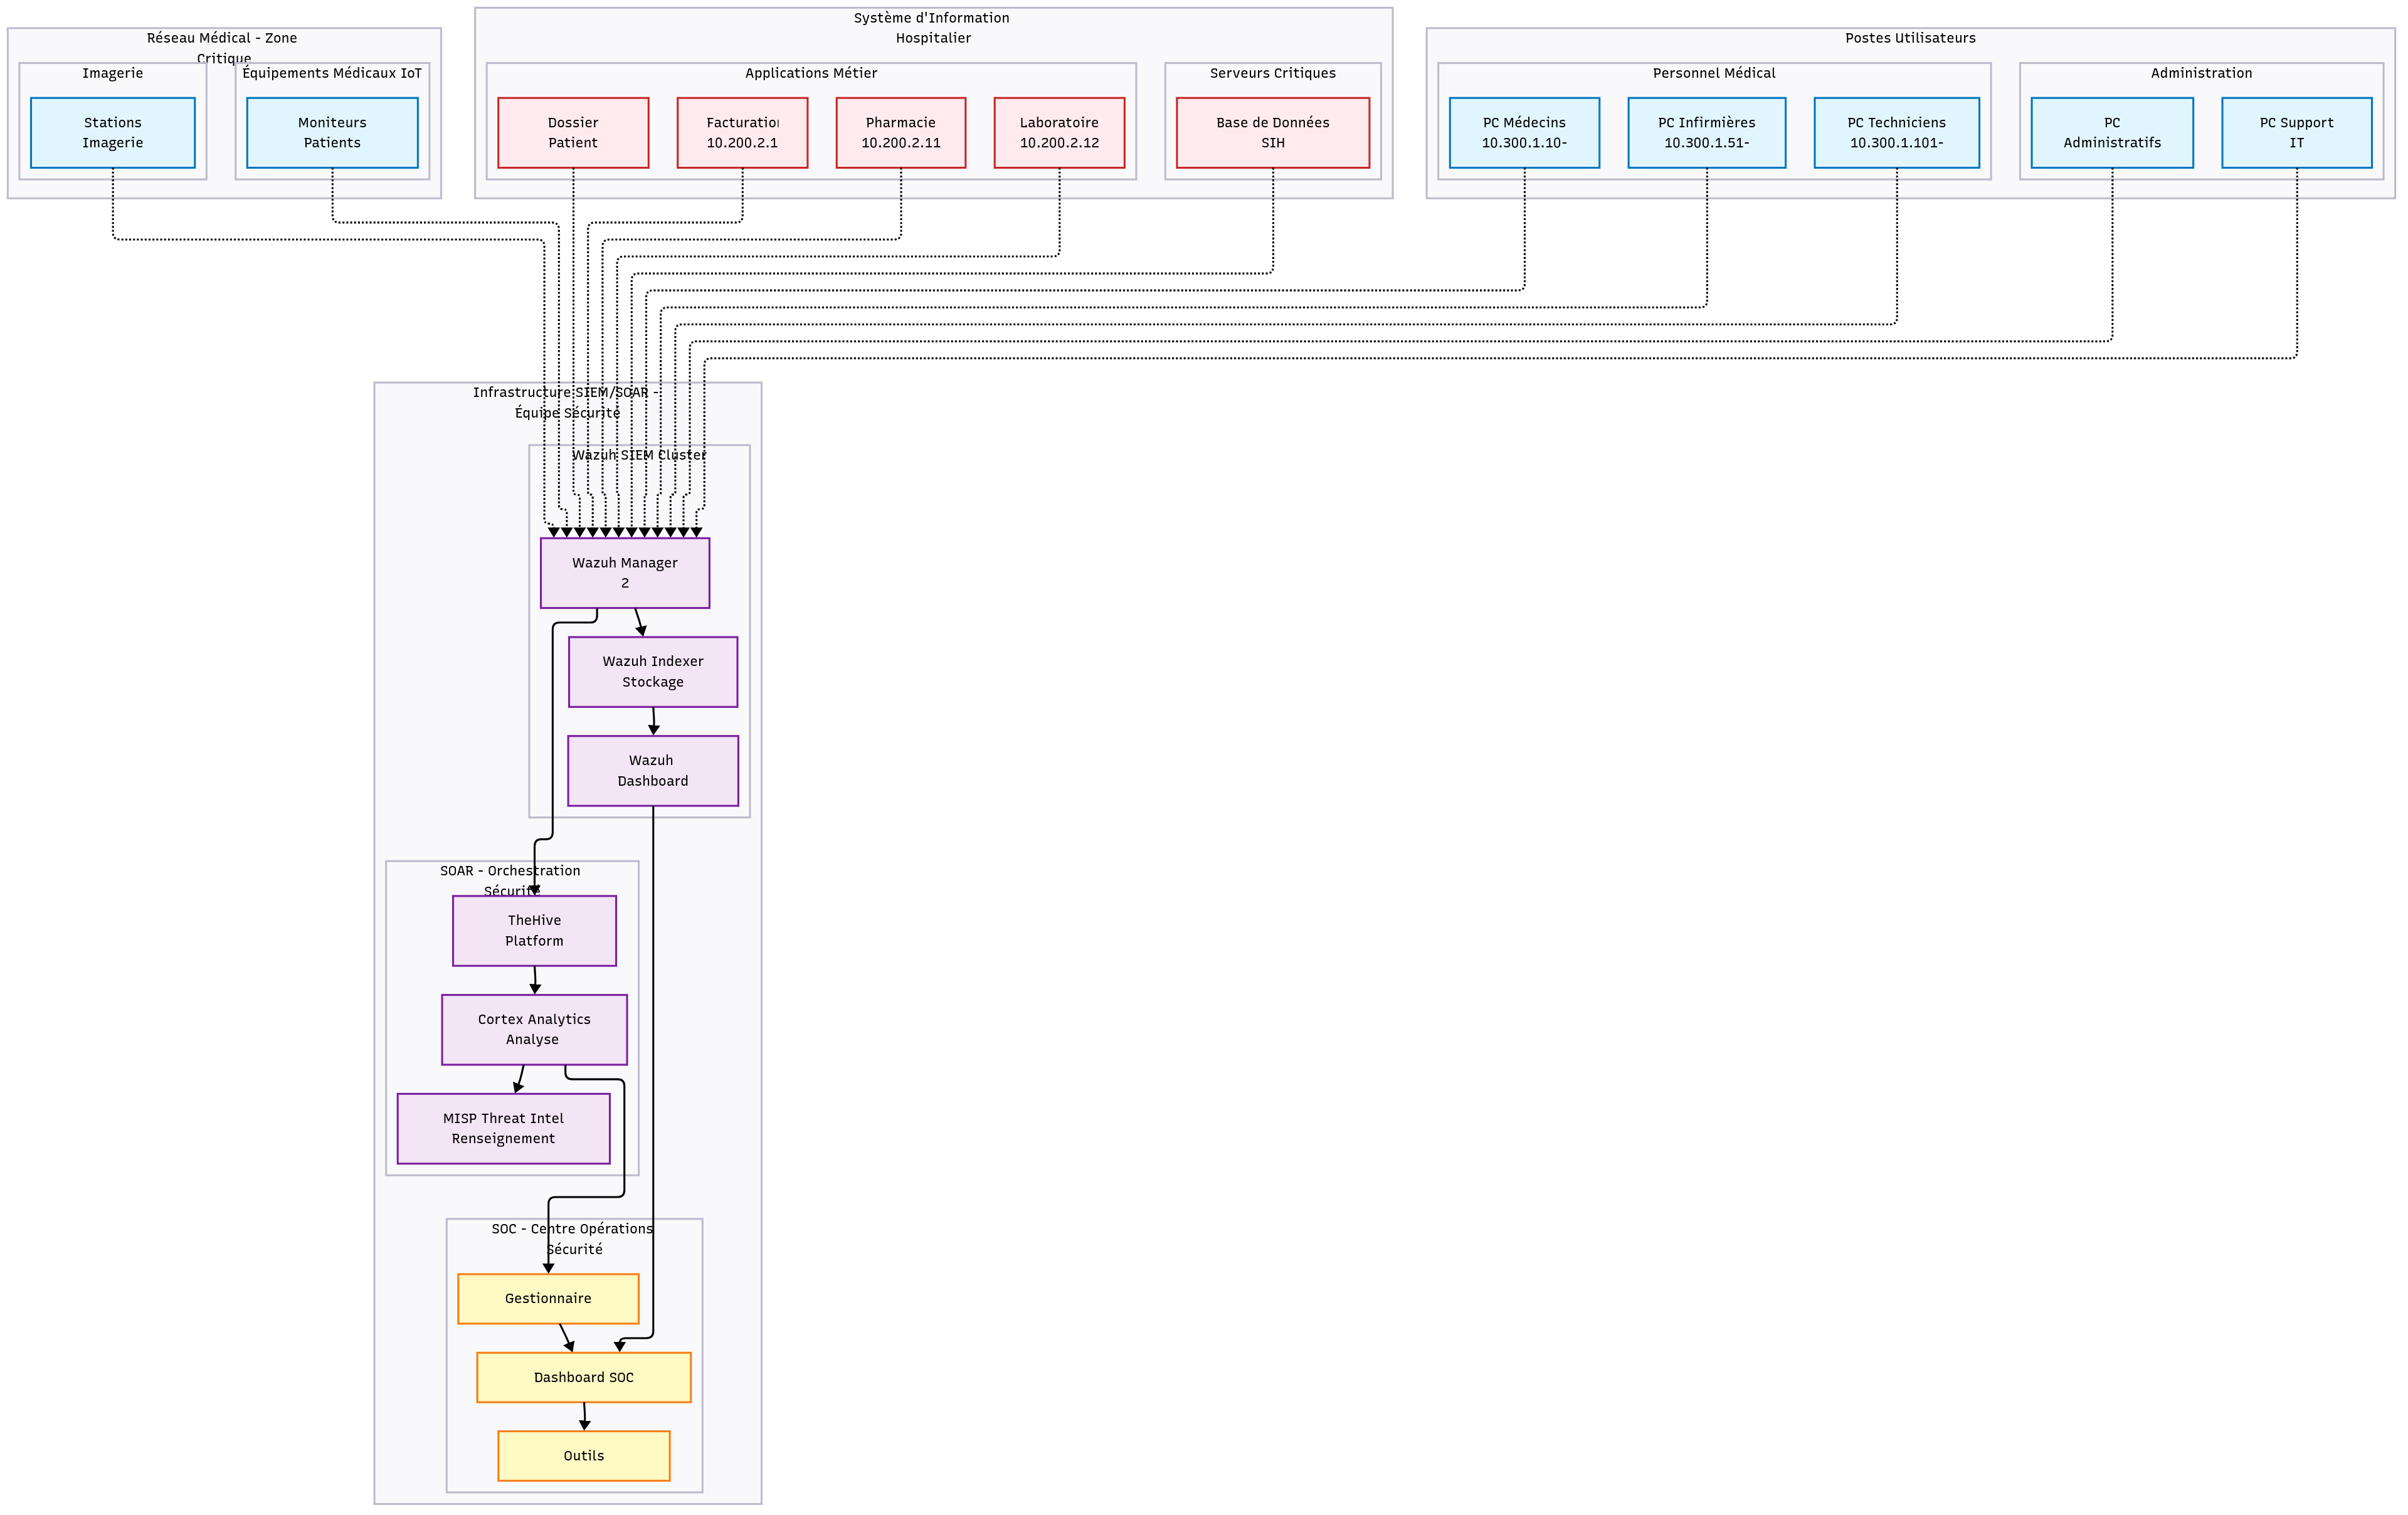 Réseau Médical - Zone
Critique
Imagerie
Stations
Imagerie
Équipements Médicaux IoT
Moniteurs
Patients
Système d'Information
Hospitalier
Applications Métier
Dossier
Patient
Facturation
10.200.2.1
Pharmacie
10.200.2.11
Laboratoire
10.200.2.12
Serveurs Critiques
Base de Données
SIH
Postes Utilisateurs
Personnel Médical
PC Médecins
10.300.1.10-
PC Infirmières
10.300.1.51-
PC Techniciens
10.300.1.101-
Administration
PC
Administratifs
PC Support
IT
Infrastructure SIEM/SOAR -
Équipe Sécurité
Wazuh SIEM Cluster
Wazuh Manager
2
Wazuh Indexer
Stockage
Wazuh
Dashboard
SOAR - Orchestration
Sécurité
TheHive
Platform
Cortex Analytics
Analyse
MISP Threat Intel
Renseignement
SOC - Centre Opérations
Sécurité
Gestionnaire
Dashboard SOC
Outils